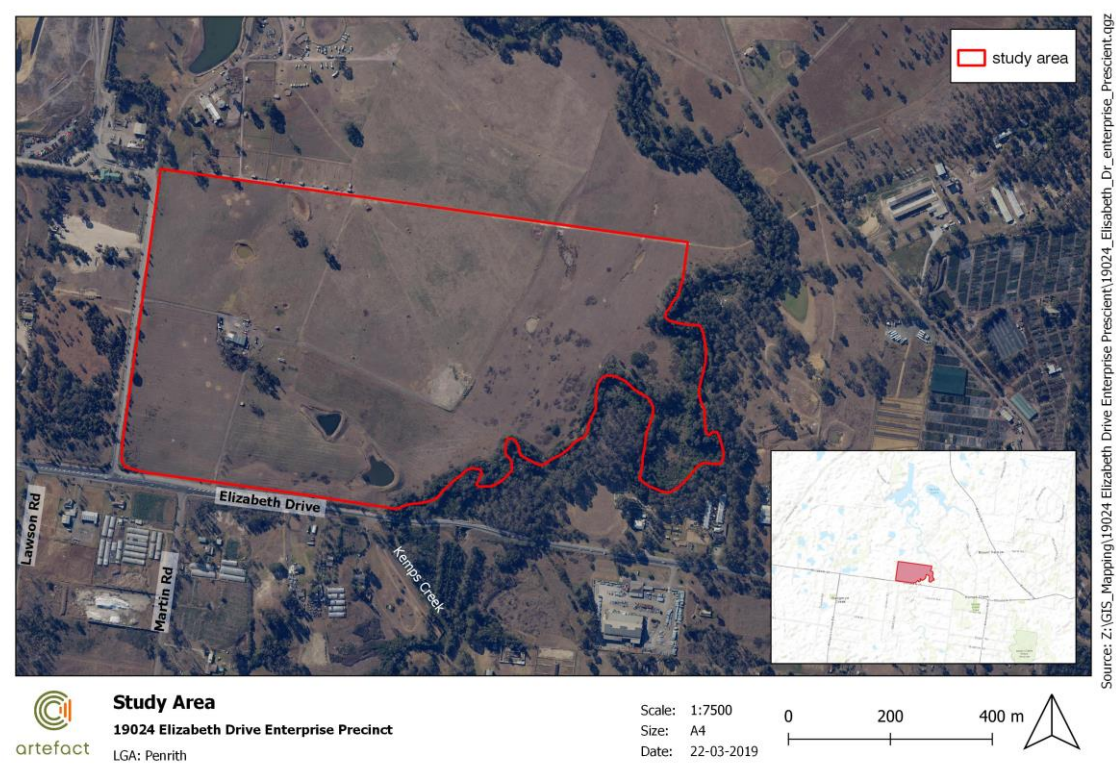 study area
Source: Z:\GIS_Mapping\19024 Elizabeth Drive Enterprise Prescient\19024_Elisabeth_Dr_enterprise_Prescient.qgz
Lawson Rd
Martin Rd
Elizabeth Drive
Kemps Creek
artefact
Study Area
19024 Elizabeth Drive Enterprise Precinct
LGA: Penrith
Scale: 1:7500
Size: A4
Date: 22-03-2019
0 200 400 m